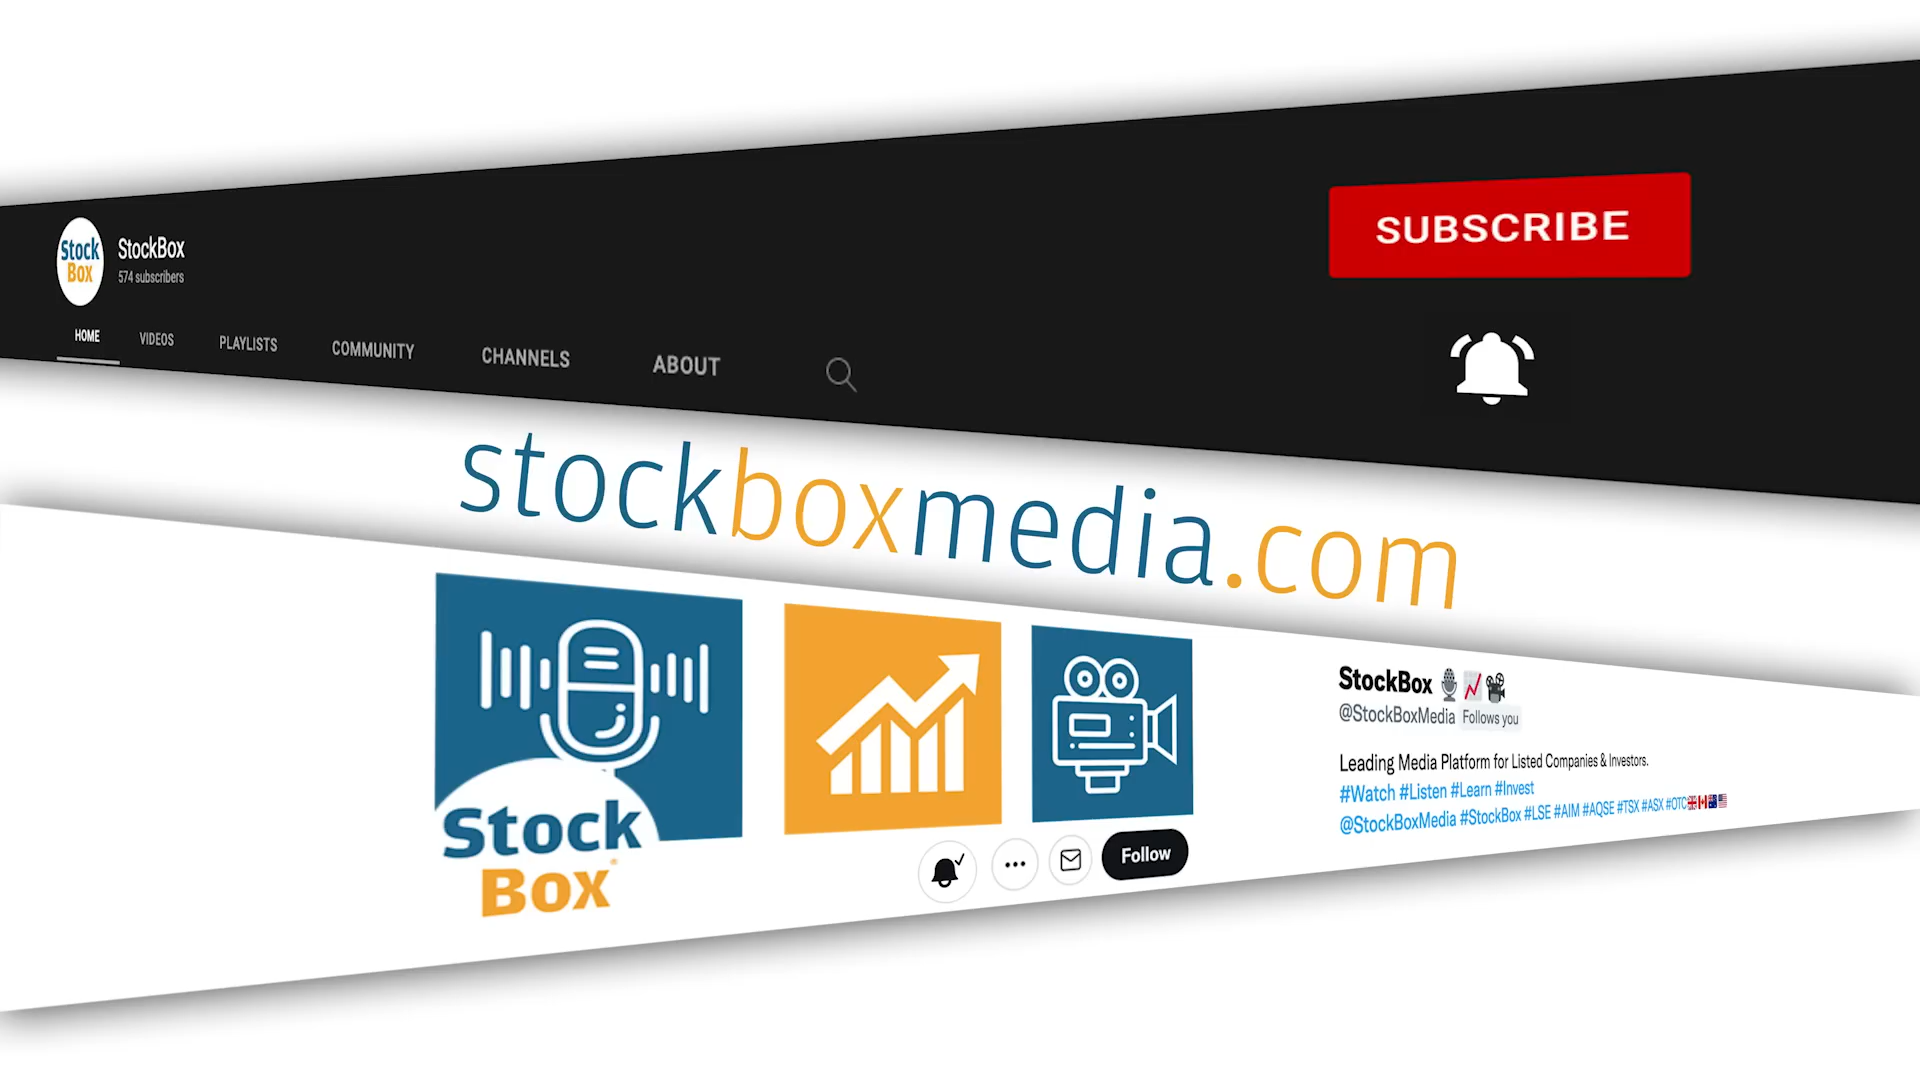 Stock
Box
StockBox
574 subscribers
HOME VIDEOS PLAYLISTS COMMUNITY CHANNELS ABOUT
SUBSCRIBE
stockboxmedia.com
Stock
Box
Follow
StockBox
@StockBoxMedia Follows you
Leading Media Platform for Listed Companies & Investors.
#Watch #Listen #Learn #Invest
@StockBoxMedia #StockBox #LSE #AIM #AQSE #TSX #ASX #OTC